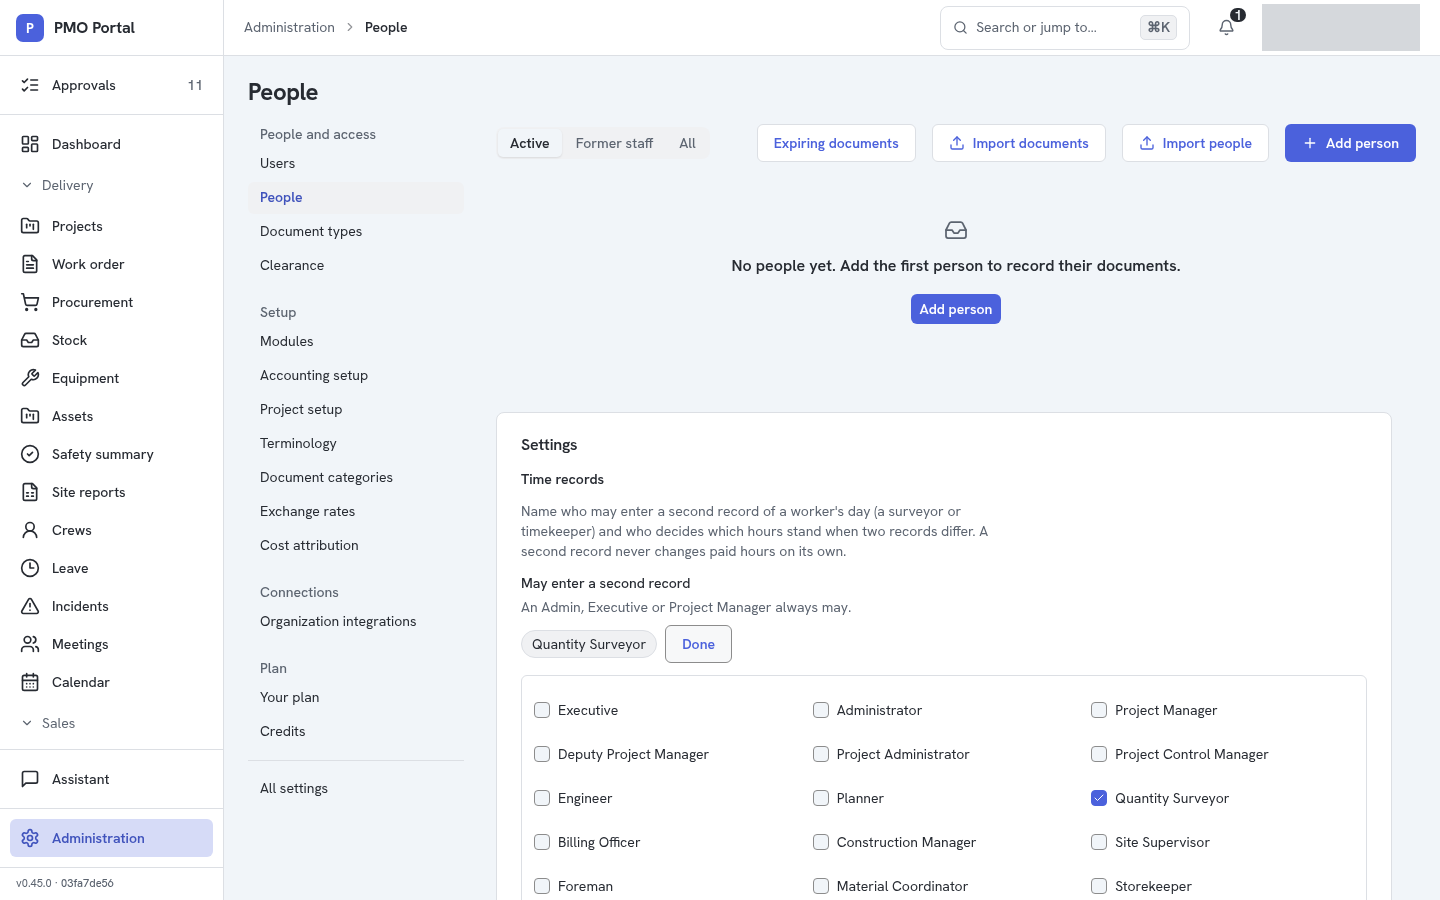 P PMO Portal
Administration > People
Search or jump to... ⌘K
1
Approvals 11
Dashboard
Delivery
Projects
Work order
Procurement
Stock
Equipment
Assets
Safety summary
Site reports
Crews
Leave
Incidents
Meetings
Calendar
Sales
Assistant
Administration
v0.45.0 · 03fa7de56
People
People and access
Users
People
Document types
Clearance
Setup
Modules
Accounting setup
Project setup
Terminology
Document categories
Exchange rates
Cost attribution
Connections
Organization integrations
Plan
Your plan
Credits
All settings
Active Former staff All
Expiring documents Import documents Import people Add person
No people yet. Add the first person to record their documents.
Add person
Settings
Time records
Name who may enter a second record of a worker's day (a surveyor or
timekeeper) and who decides which hours stand when two records differ. A
second record never changes paid hours on its own.
May enter a second record
An Admin, Executive or Project Manager always may.
Quantity Surveyor Done
Executive Administrator Project Manager
Deputy Project Manager Project Administrator Project Control Manager
Engineer Planner Quantity Surveyor
Billing Officer Construction Manager Site Supervisor
Foreman Material Coordinator Storekeeper